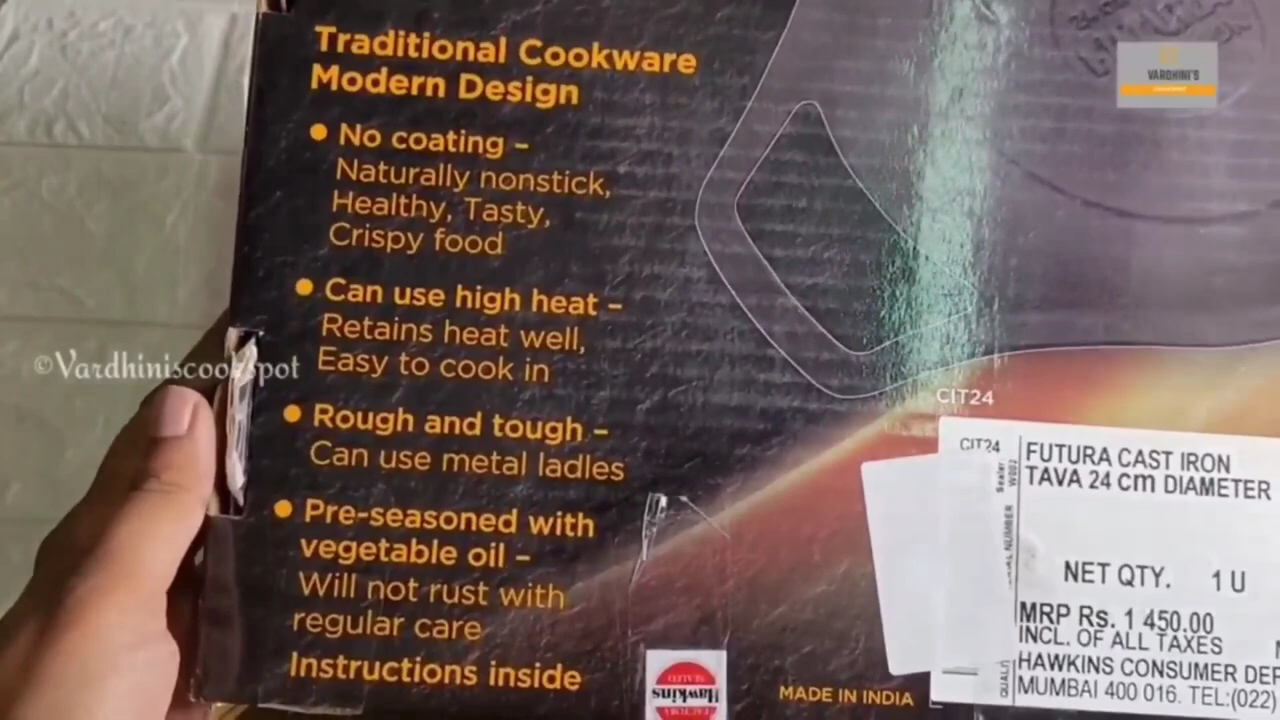 Traditional Cookware
Modern Design
● No coating –
Naturally nonstick,
Healthy, Tasty,
Crispy food
● Can use high heat –
Retains heat well,
Easy to cook in
● Rough and tough –
Can use metal ladles
● Pre-seasoned with
vegetable oil –
Will not rust with
regular care
Instructions inside
VARDHINI'S
©Vardhiniscookspot
CIT24
CIT24
FUTURA CAST IRON
TAVA 24 cm DIAMETER
Sealer
W002
NET QTY. 1 U
MRP Rs. 1 450.00
INCL. OF ALL TAXES
HAWKINS CONSUMER DEP
MUMBAI 400 016. TEL:(022)
MADE IN INDIA
FACTORY
Hawkins
SEALED